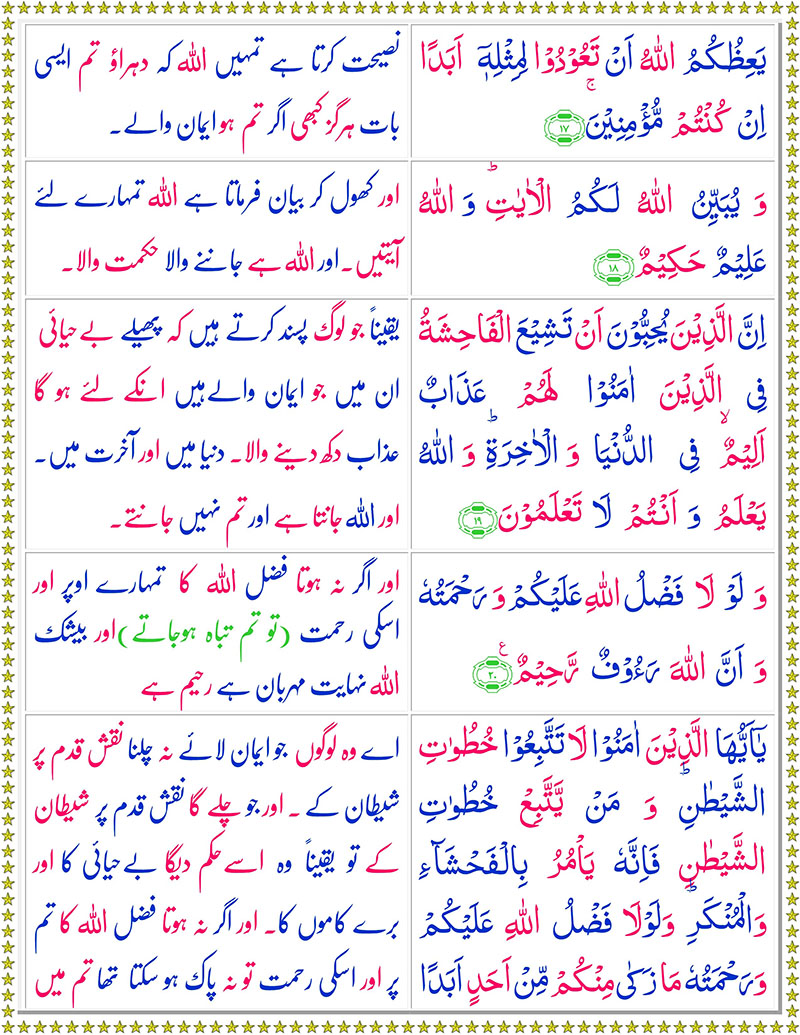 یَعِظُكُمُ اللّٰهُ اَنْ تَعُوْدُوْا لِمِثْلِهٖۤ اَبَدًا
اِنْ كُنْتُمْ مُّؤْمِنِیْنَۚ ﴿۱۷﴾
نصیحت کرتا ہے تمہیں اللہ کہ دہراؤ تم ایسی
بات ہرگز کبھی اگر تم ہو ایمان والے۔
وَ یُبَیِّنُ اللّٰهُ لَكُمُ الْاٰیٰتِؕ وَ اللّٰهُ
عَلِیْمٌ حَكِیْمٌ ﴿۱۸﴾
اور کھول کر بیان فرماتا ہے اللہ تمہارے لئے
آیتیں۔ اور اللہ ہے جاننے والا حکمت والا۔
اِنَّ الَّذِیْنَ یُحِبُّوْنَ اَنْ تَشِیْعَ الْفَاحِشَةُ
فِی الَّذِیْنَ اٰمَنُوْا لَهُمْ عَذَابٌ
اَلِیْمٌۙ فِی الدُّنْیَا وَ الْاٰخِرَةِؕ وَ اللّٰهُ
یَعْلَمُ وَ اَنْتُمْ لَا تَعْلَمُوْنَ ﴿۱۹﴾
یقیناً جو لوگ پسند کرتے ہیں کہ پھیلے بے حیائی
ان میں جو ایمان والے ہیں انکے لئے ہو گا
عذاب دکھ دینے والا۔ دنیا میں اور آخرت میں۔
اور اللہ جانتا ہے اور تم نہیں جانتے۔
وَ لَوْ لَا فَضْلُ اللّٰهِ عَلَیْكُمْ وَ رَحْمَتُهٗ
وَ اَنَّ اللّٰهَ رَءُوْفٌ رَّحِیْمٌ۠ ﴿۲۰﴾ ع
اور اگر نہ ہوتا فضل اللہ کا تمہارے اوپر اور
اسکی رحمت (تو تم تباہ ہوجاتے) اور بیشک
اللہ نہایت مہربان ہے رحیم ہے
یٰۤاَیُّهَا الَّذِیْنَ اٰمَنُوْا لَا تَتَّبِعُوْا خُطُوٰتِ
الشَّیْطٰنِؕ وَ مَنْ یَّتَّبِعْ خُطُوٰتِ
الشَّیْطٰنِ فَاِنَّهٗ یَاْمُرُ بِالْفَحْشَآءِ
وَالْمُنْكَرِؕ وَلَوْلَا فَضْلُ اللّٰهِ عَلَیْكُمْ
وَرَحْمَتُهٗ مَا زَكٰی مِنْكُمْ مِّنْ اَحَدٍ اَبَدًا
اے وہ لوگوں جو ایمان لائے نہ چلنا نقش قدم پر
شیطان کے ۔ اور جو چلے گا نقش قدم پر شیطان
کے تو یقیناً وہ اسے حکم دیگا بے حیائی کا اور
برے کاموں کا۔ اور اگر نہ ہوتا فضل اللہ کا تم
پر اور اسکی رحمت تو نہ پاک ہو سکتا تھا تم میں